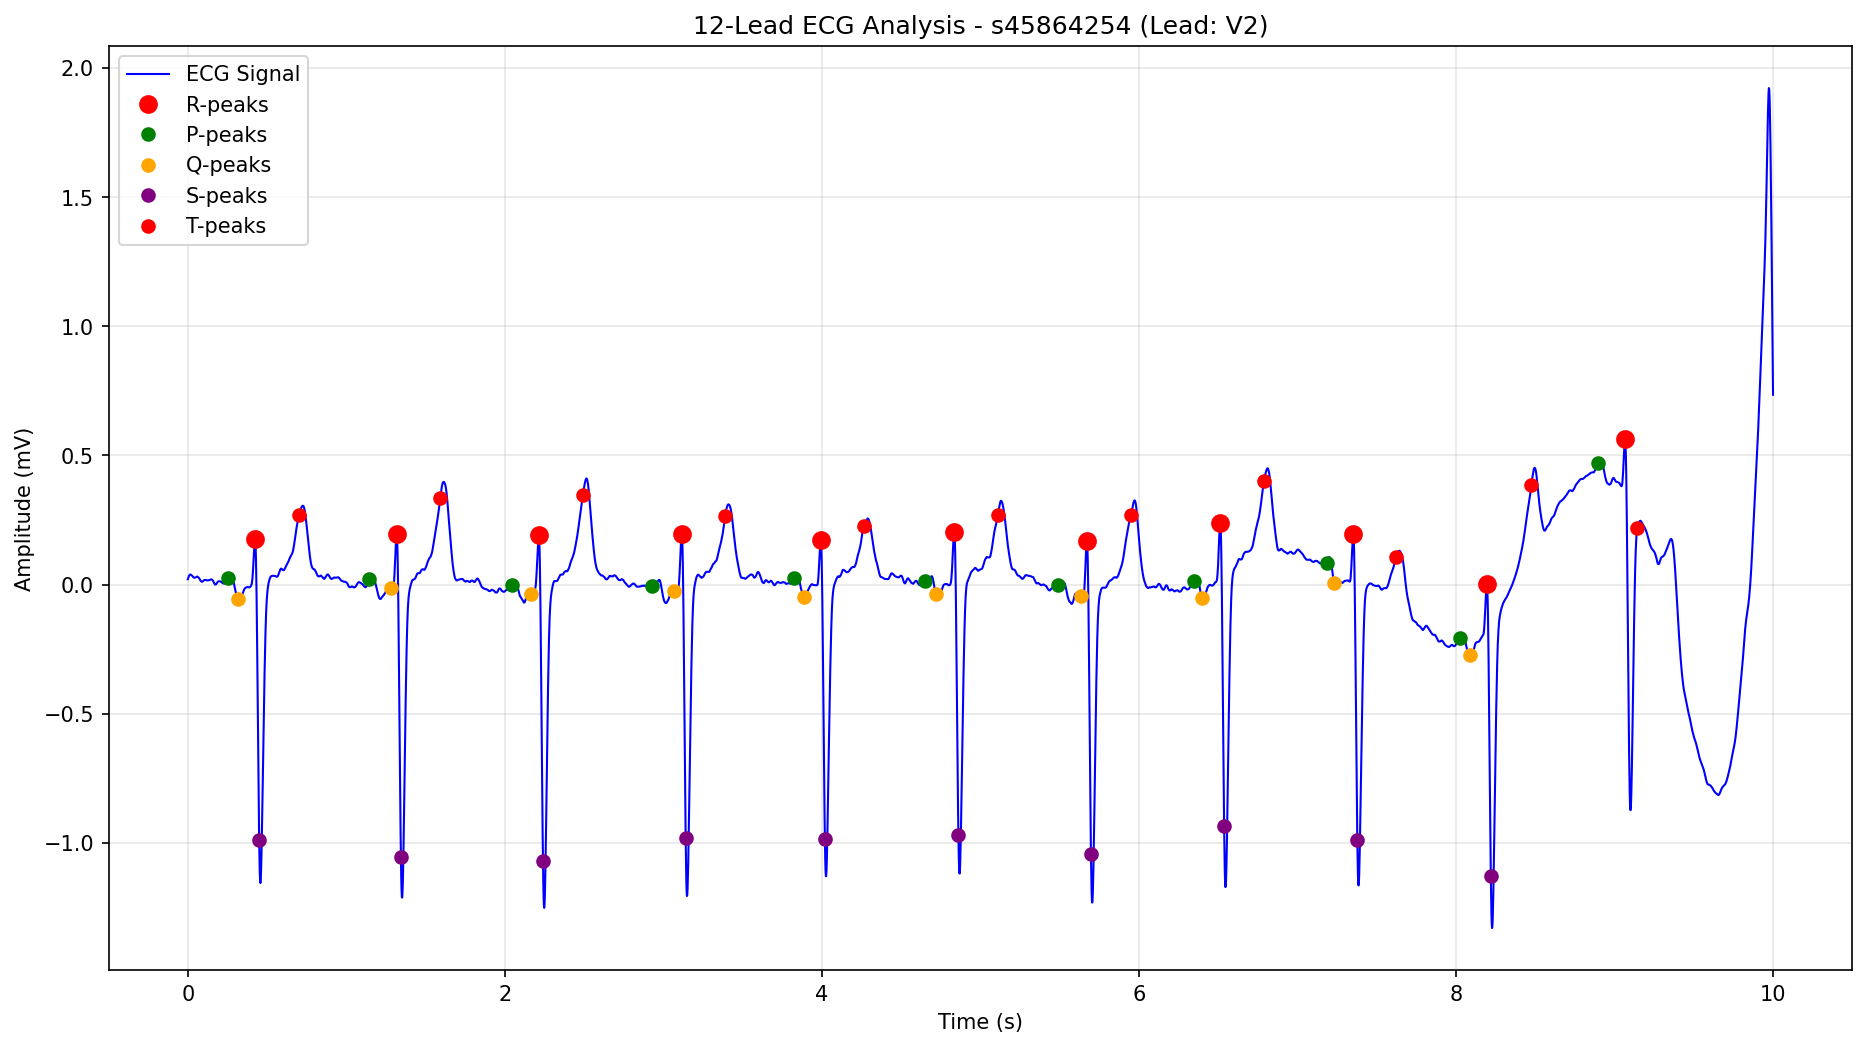 12-Lead ECG Analysis - s45864254 (Lead: V2)
ECG Signal
R-peaks
P-peaks
Q-peaks
S-peaks
T-peaks
Amplitude (mV)
2.0
1.5
1.0
0.5
0.0
−0.5
−1.0
0 2 4 6 8 10
Time (s)